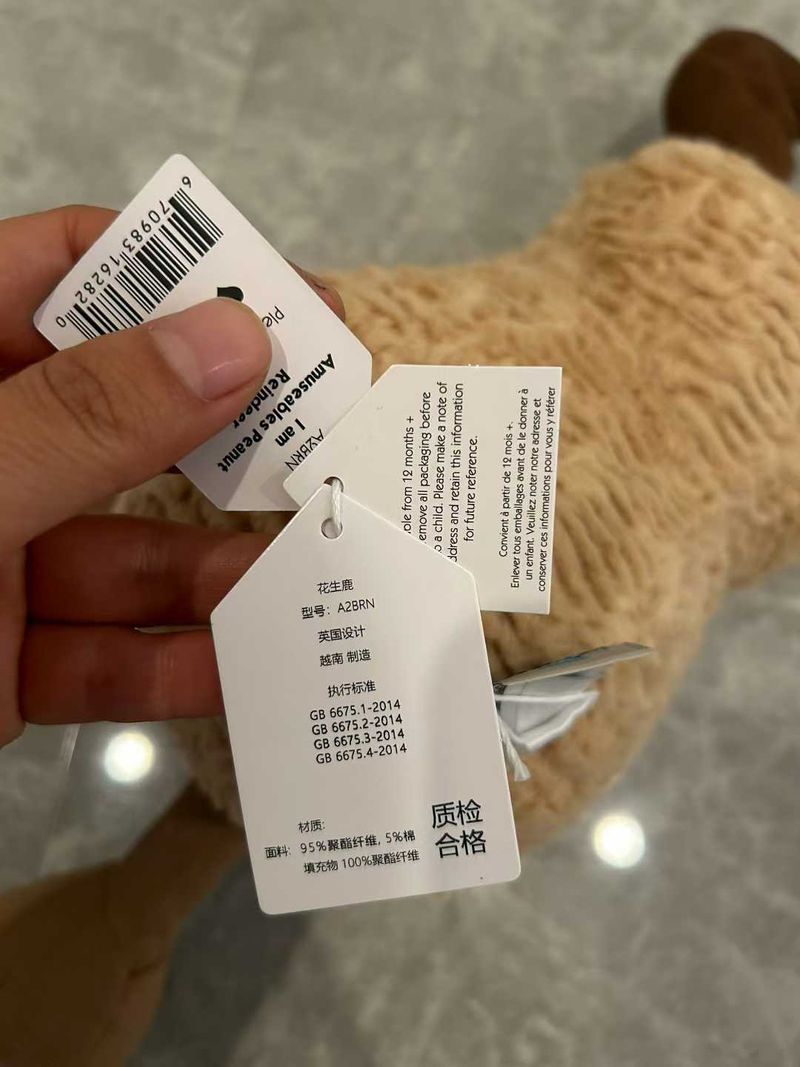 6 70983 16282 0
Amuseables Peanut
Reindeer
I am
A2BRN
from 12 months +
all packaging before
a child. Please make a note of
and retain this information
for future reference.
Convient à partir de 12 mois +.
Enlever tous emballages avant de le donner à
un enfant. Veuillez noter notre adresse et
conserver ces informations pour vous y référer
花生鹿
型号: A2BRN
英国设计
越南 制造
执行标准
GB 6675.1-2014
GB 6675.2-2014
GB 6675.3-2014
GB 6675.4-2014
材质:
面料: 95%聚酯纤维, 5%棉
填充物 100%聚酯纤维
质检
合格